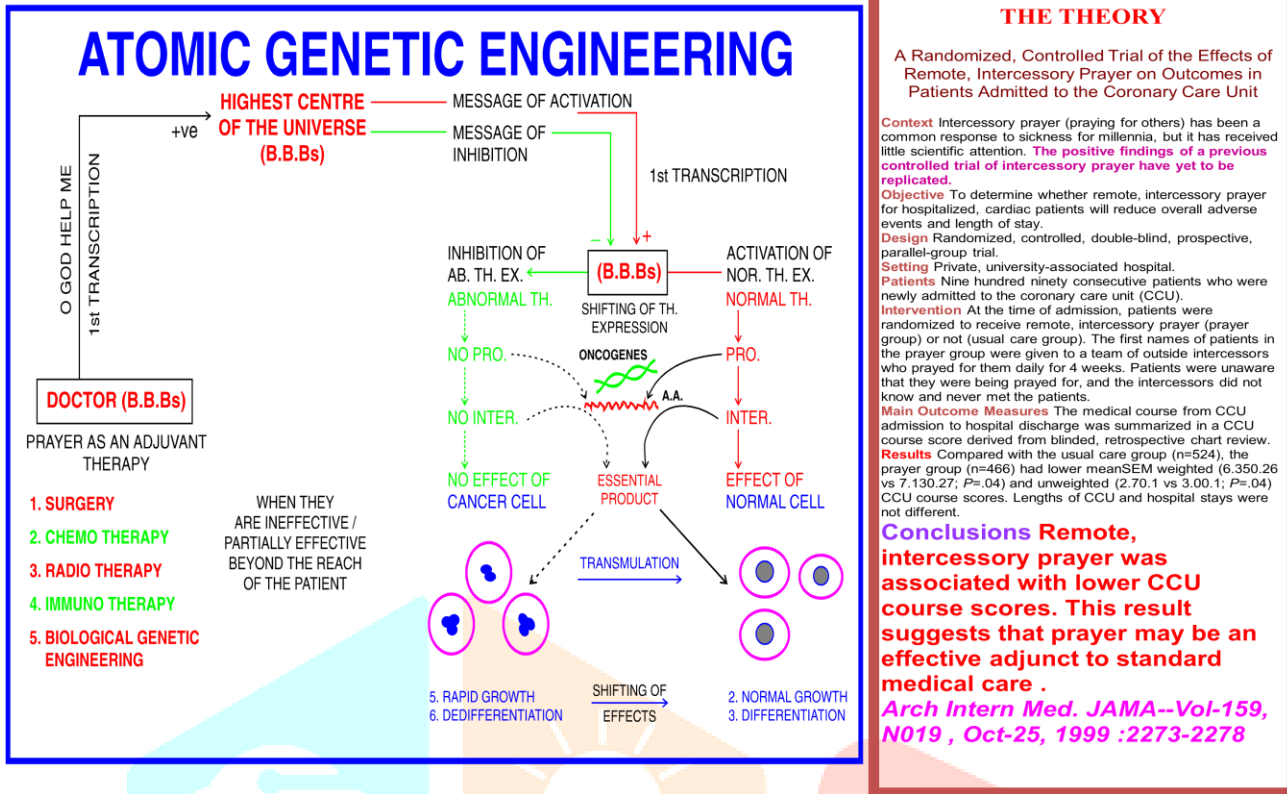 ATOMIC GENETIC ENGINEERING
HIGHEST CENTRE
OF THE UNIVERSE
(B.B.Bs)
+ve
MESSAGE OF ACTIVATION
MESSAGE OF
INHIBITION
1st TRANSCRIPTION
O GOD HELP ME
1st TRANSCRIPTION
DOCTOR (B.B.Bs)
PRAYER AS AN ADJUVANT
THERAPY
1. SURGERY
2. CHEMO THERAPY
3. RADIO THERAPY
4. IMMUNO THERAPY
5. BIOLOGICAL GENETIC
ENGINEERING
WHEN THEY
ARE INEFFECTIVE /
PARTIALLY EFFECTIVE
BEYOND THE REACH
OF THE PATIENT
INHIBITION OF
AB. TH. EX.
ABNORMAL TH.
NO PRO.
NO INTER.
NO EFFECT OF
CANCER CELL
– +
(B.B.Bs)
SHIFTING OF TH.
EXPRESSION
ONCOGENES
A.A.
ESSENTIAL
PRODUCT
ACTIVATION OF
NOR. TH. EX.
NORMAL TH.
PRO.
INTER.
EFFECT OF
NORMAL CELL
TRANSMULATION
5. RAPID GROWTH
6. DEDIFFERENTIATION
SHIFTING OF
EFFECTS
2. NORMAL GROWTH
3. DIFFERENTIATION
THE THEORY
A Randomized, Controlled Trial of the Effects of
Remote, Intercessory Prayer on Outcomes in
Patients Admitted to the Coronary Care Unit
Context Intercessory prayer (praying for others) has been a
common response to sickness for millennia, but it has received
little scientific attention. The positive findings of a previous
controlled trial of intercessory prayer have yet to be
replicated.
Objective To determine whether remote, intercessory prayer
for hospitalized, cardiac patients will reduce overall adverse
events and length of stay.
Design Randomized, controlled, double-blind, prospective,
parallel-group trial.
Setting Private, university-associated hospital.
Patients Nine hundred ninety consecutive patients who were
newly admitted to the coronary care unit (CCU).
Intervention At the time of admission, patients were
randomized to receive remote, intercessory prayer (prayer
group) or not (usual care group). The first names of patients in
the prayer group were given to a team of outside intercessors
who prayed for them daily for 4 weeks. Patients were unaware
that they were being prayed for, and the intercessors did not
know and never met the patients.
Main Outcome Measures The medical course from CCU
admission to hospital discharge was summarized in a CCU
course score derived from blinded, retrospective chart review.
Results Compared with the usual care group (n=524), the
prayer group (n=466) had lower meanSEM weighted (6.350.26
vs 7.130.27; P=.04) and unweighted (2.70.1 vs 3.00.1; P=.04)
CCU course scores. Lengths of CCU and hospital stays were
not different.
Conclusions Remote,
intercessory prayer was
associated with lower CCU
course scores. This result
suggests that prayer may be an
effective adjunct to standard
medical care .
Arch Intern Med. JAMA--Vol-159,
N019 , Oct-25, 1999 :2273-2278